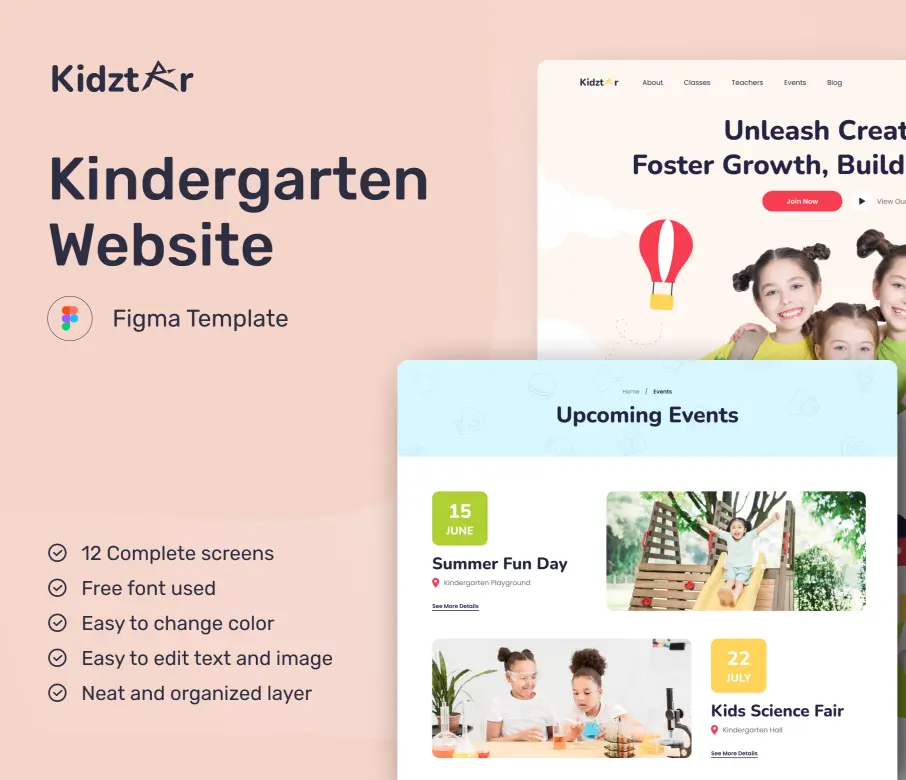 Kidztar
Kindergarten
Website
Figma Template
12 Complete screens
Free font used
Easy to change color
Easy to edit text and image
Neat and organized layer
Kidztar About Classes Teachers Events Blog
Unleash Creat
Foster Growth, Build
Join Now View Our
Home / Events
Upcoming Events
15
JUNE
Summer Fun Day
Kindergarten Playground
See More Details
22
JULY
Kids Science Fair
Kindergarten Hall
See More Details